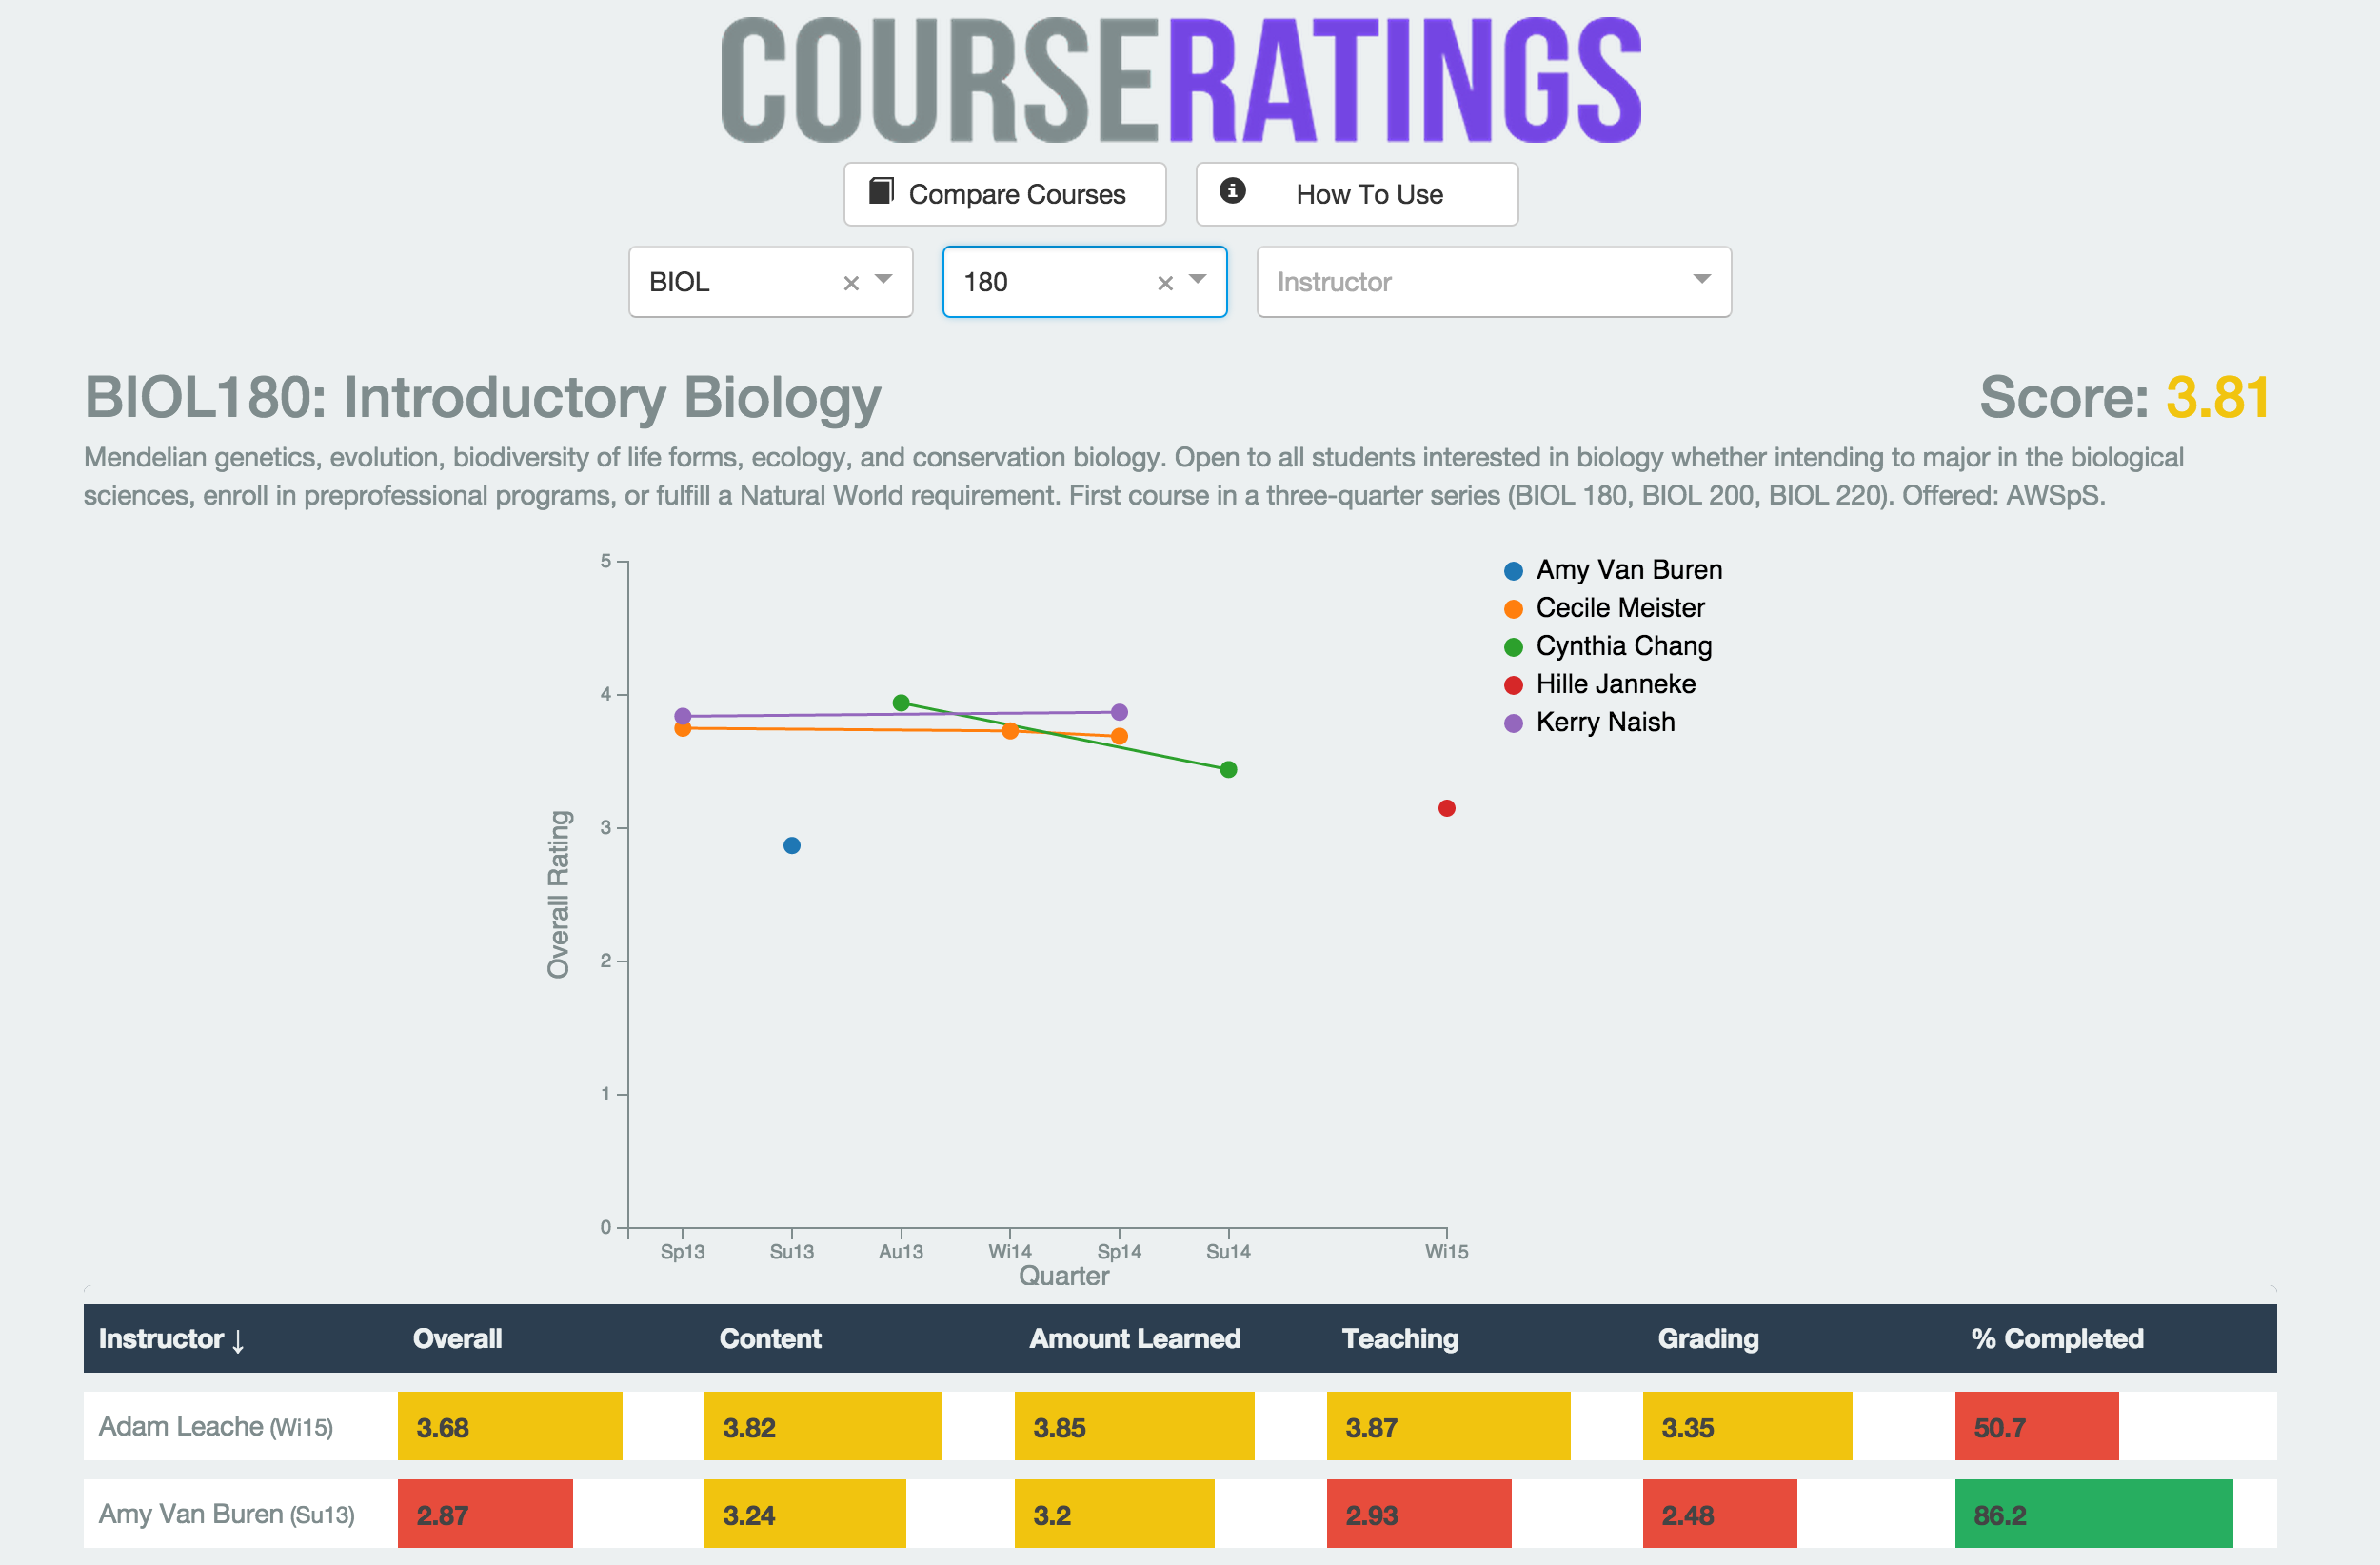 COURSERATINGS
Compare Courses
How To Use
BIOL
180
Instructor
BIOL180: Introductory Biology
Score: 3.81
Mendelian genetics, evolution, biodiversity of life forms, ecology, and conservation biology. Open to all students interested in biology whether intending to major in the biological
sciences, enroll in preprofessional programs, or fulfill a Natural World requirement. First course in a three-quarter series (BIOL 180, BIOL 200, BIOL 220). Offered: AWSpS.
5
4
3
2
1
0
Overall Rating
Sp13 Su13 Au13 Wi14 Sp14 Su14 Wi15
Quarter
Amy Van Buren
Cecile Meister
Cynthia Chang
Hille Janneke
Kerry Naish
Instructor ↓ Overall Content Amount Learned Teaching Grading % Completed
Adam Leache (Wi15) 3.68 3.82 3.85 3.87 3.35 50.7
Amy Van Buren (Su13) 2.87 3.24 3.2 2.93 2.48 86.2